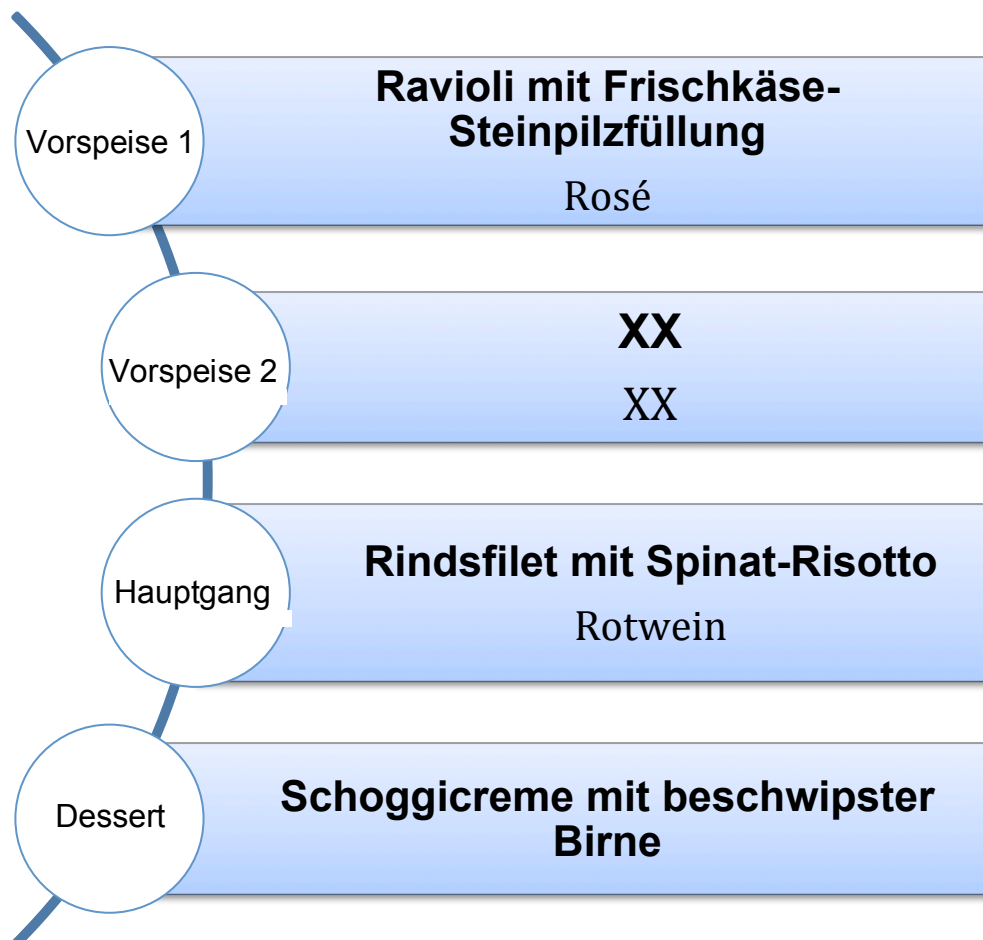 Vorspeise 1
Ravioli mit Frischkäse-
Steinpilzfüllung
Rosé
Vorspeise 2
XX
XX
Hauptgang
Rindsfilet mit Spinat-Risotto
Rotwein
Dessert
Schoggicreme mit beschwipster
Birne